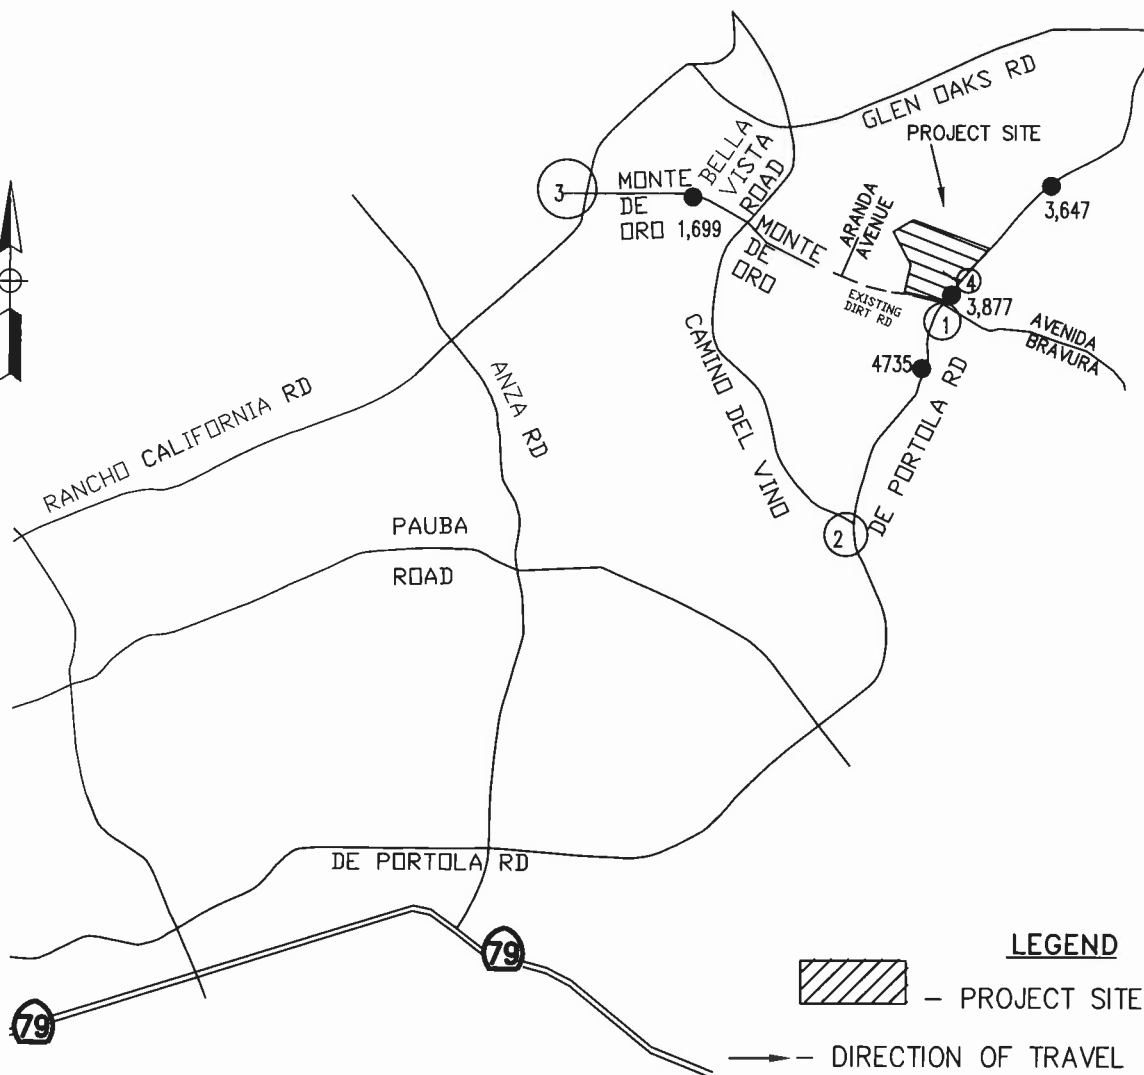 GLEN OAKS RD
PROJECT SITE
BELLA
VISTA
ROAD
3
MONTE
DE
ORO
1,699
MONTE
DE
ORO
ARANDA
AVENUE
3,647
4
3,877
EXISTING
DIRT RD
1
AVENIDA
BRAVURA
4735
CAMINO DEL VINO
DE PORTOLA RD
ANZA RD
RANCHO CALIFORNIA RD
2
PAUBA
ROAD
DE PORTOLA RD
79
79
LEGEND
- PROJECT SITE
- DIRECTION OF TRAVEL